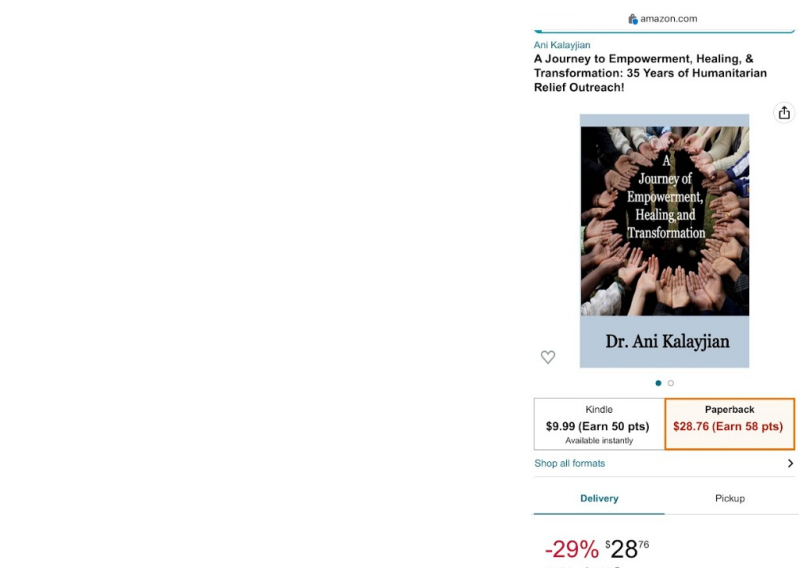 amazon.com
Ani Kalayjian
A Journey to Empowerment, Healing, &
Transformation: 35 Years of Humanitarian
Relief Outreach!
A
Journey of
Empowerment,
Healing and
Transformation
Dr. Ani Kalayjian
Kindle
$9.99 (Earn 50 pts)
Available instantly
Paperback
$28.76 (Earn 58 pts)
Shop all formats
Delivery
Pickup
-29% $28 76